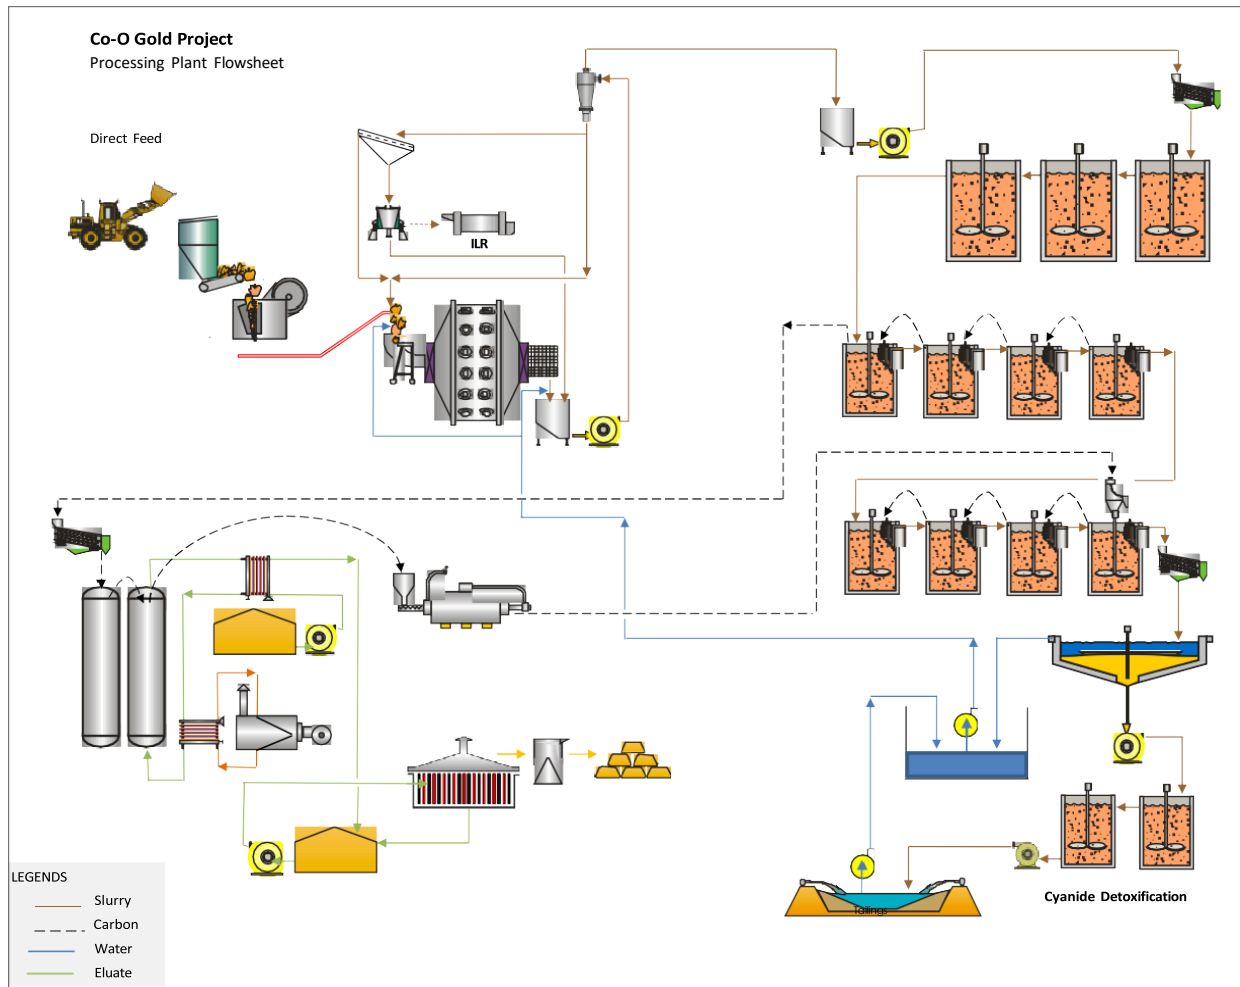 Co-O Gold Project
Processing Plant Flowsheet
Direct Feed
ILR
Cyanide Detoxification
Tailings
LEGENDS
Slurry
Carbon
Water
Eluate